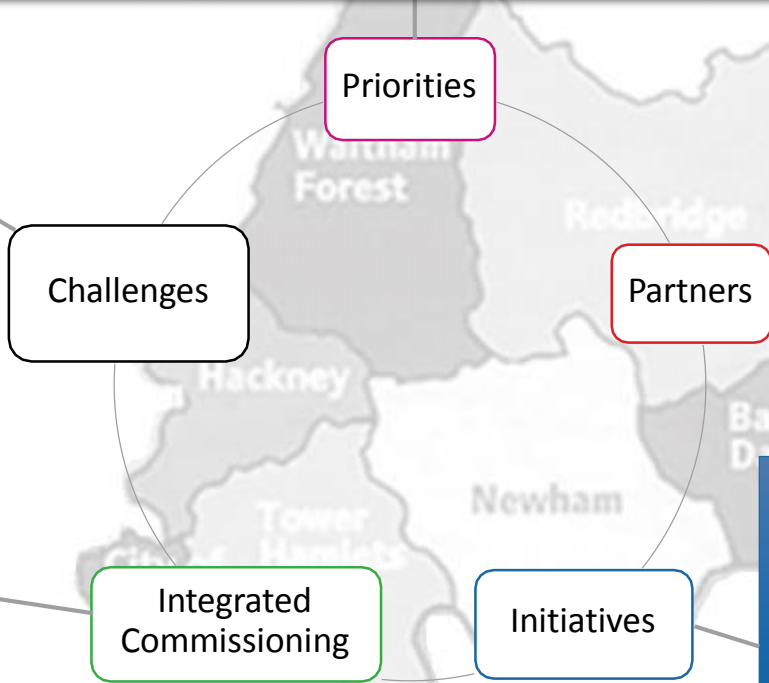 Priorities
Waltham
Forest
Redbridge
Challenges
Partners
Hackney
Newham
Tower
Hamlets
Integrated
Commissioning
Initiatives